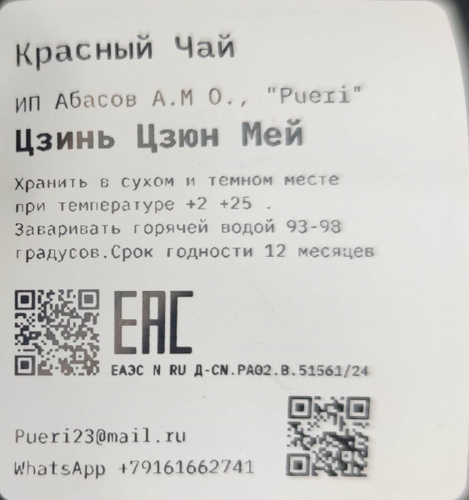 Красный Чай
ИП Абасов А.М О., "Pueri"
Цзинь Цзюн Мей
Хранить в сухом и темном месте
при температуре +2 +25 .
Заваривать горячей водой 93-98
градусов.Срок годности 12 месяцев
EAC
ЕАЭС N RU Д-CN.РА02.В.51561/24
Pueri23@mail.ru
WhatsApp +79161662741